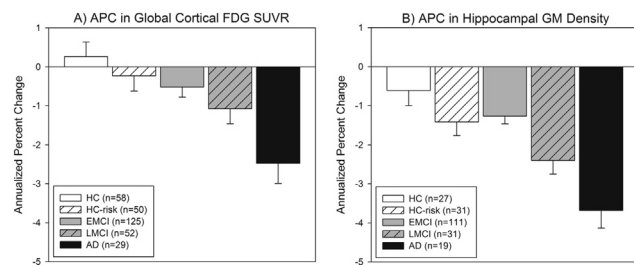 A) APC in Global Cortical FDG SUVR
Annualized Percent Change
1
0
-1
-2
-3
-4
-5
HC (n=58)
HC-risk (n=50)
EMCI (n=125)
LMCI (n=52)
AD (n=29)
B) APC in Hippocampal GM Density
Annualized Percent Change
1
0
-1
-2
-3
-4
-5
HC (n=27)
HC-risk (n=31)
EMCI (n=111)
LMCI (n=31)
AD (n=19)